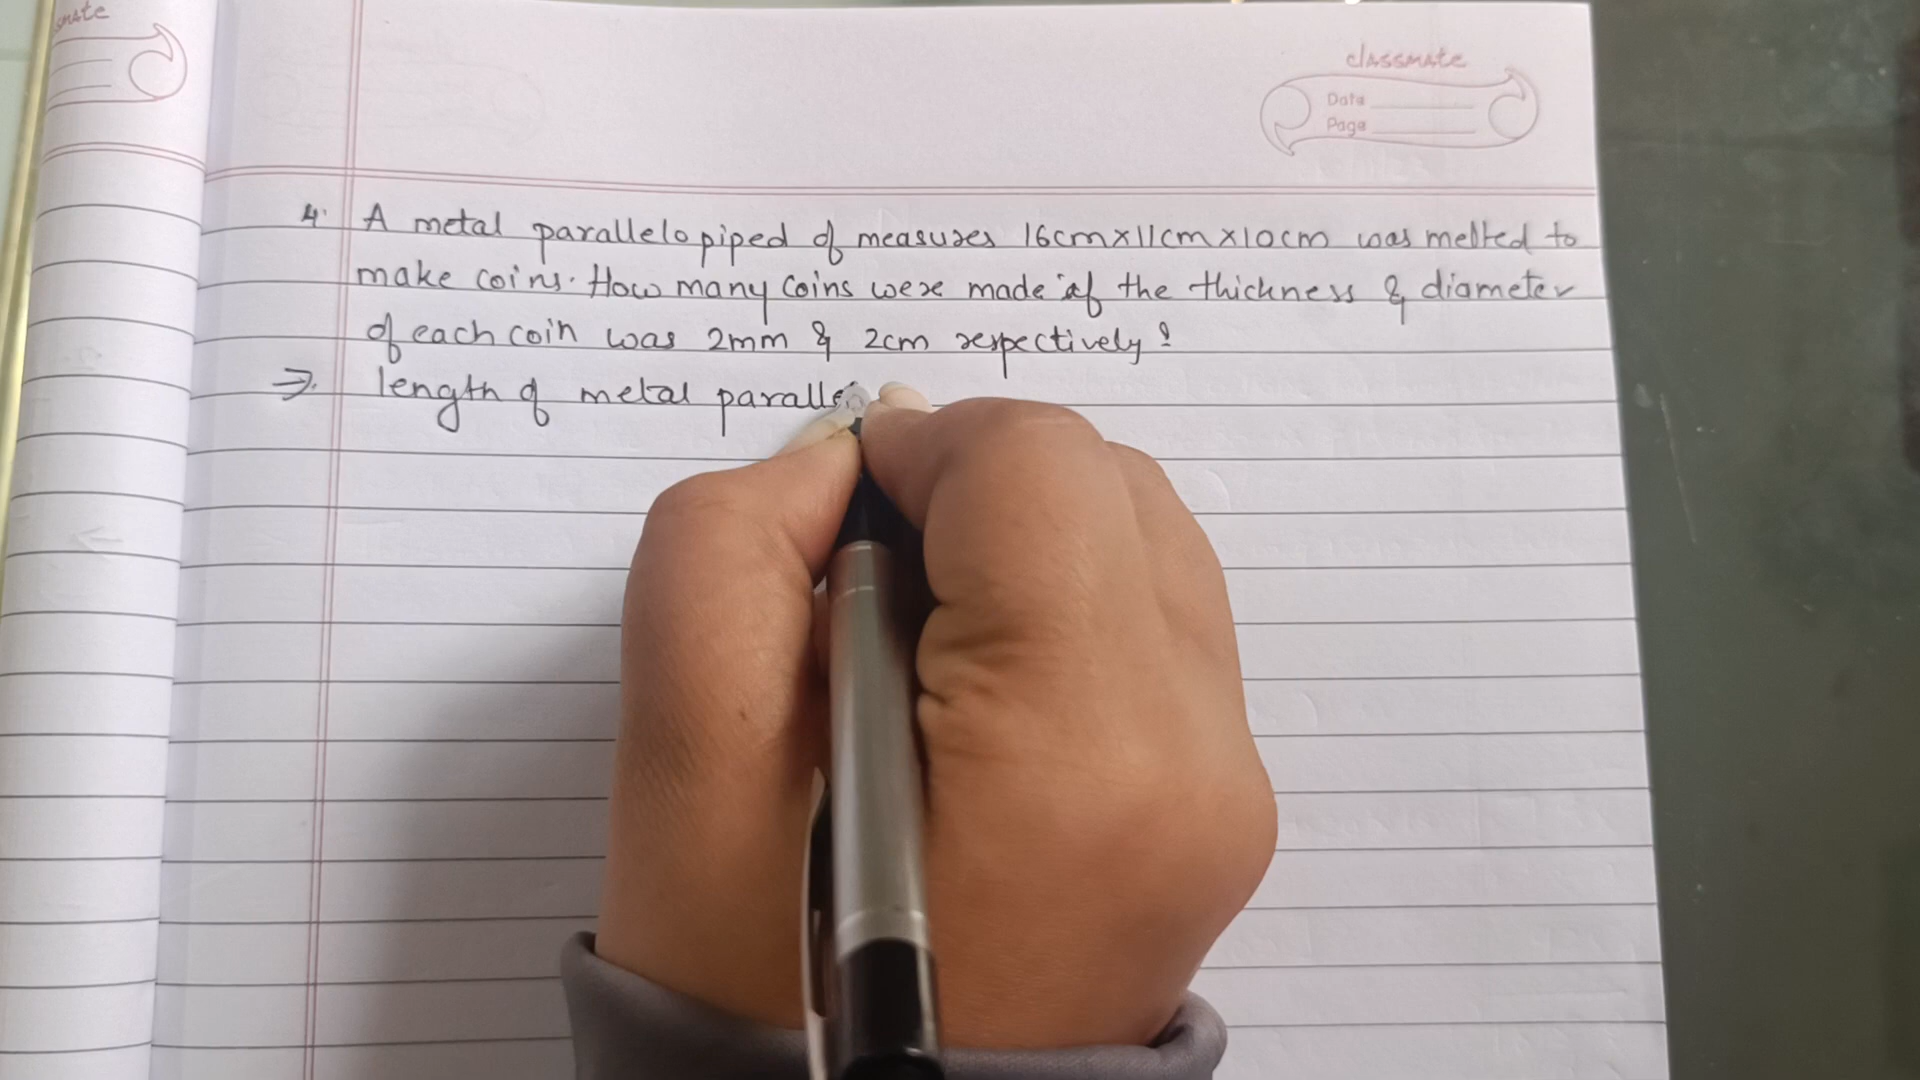 smate
classmate
Date
Page
4. A metal parallelopiped of measures 16cm×11cm×10cm was melted to
make coins. How many coins were made if the thickness & diameter
of each coin was 2mm & 2cm respectively?
⇒. length of metal paralle